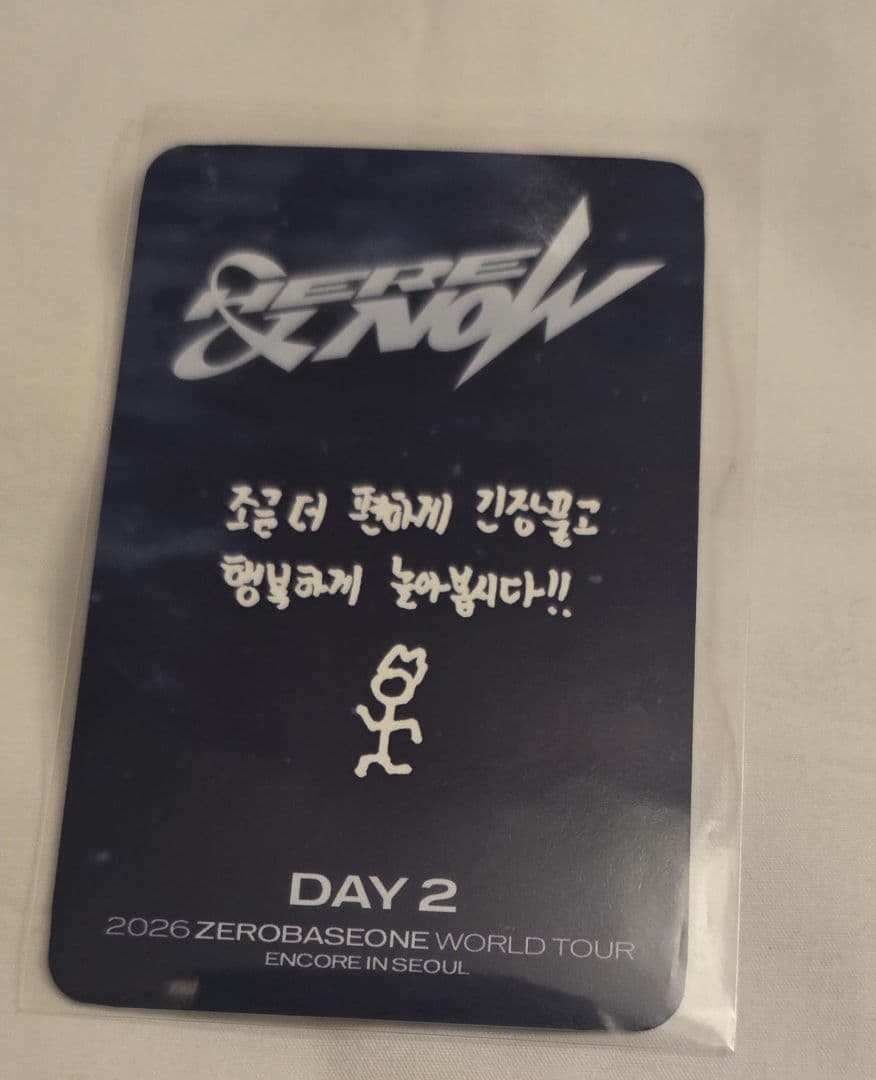 HERE
& NOW
조금 더 편하게 긴장풀고
행복하게 놀아봅시다!!
DAY 2
2026 ZEROBASEONE WORLD TOUR
ENCORE IN SEOUL